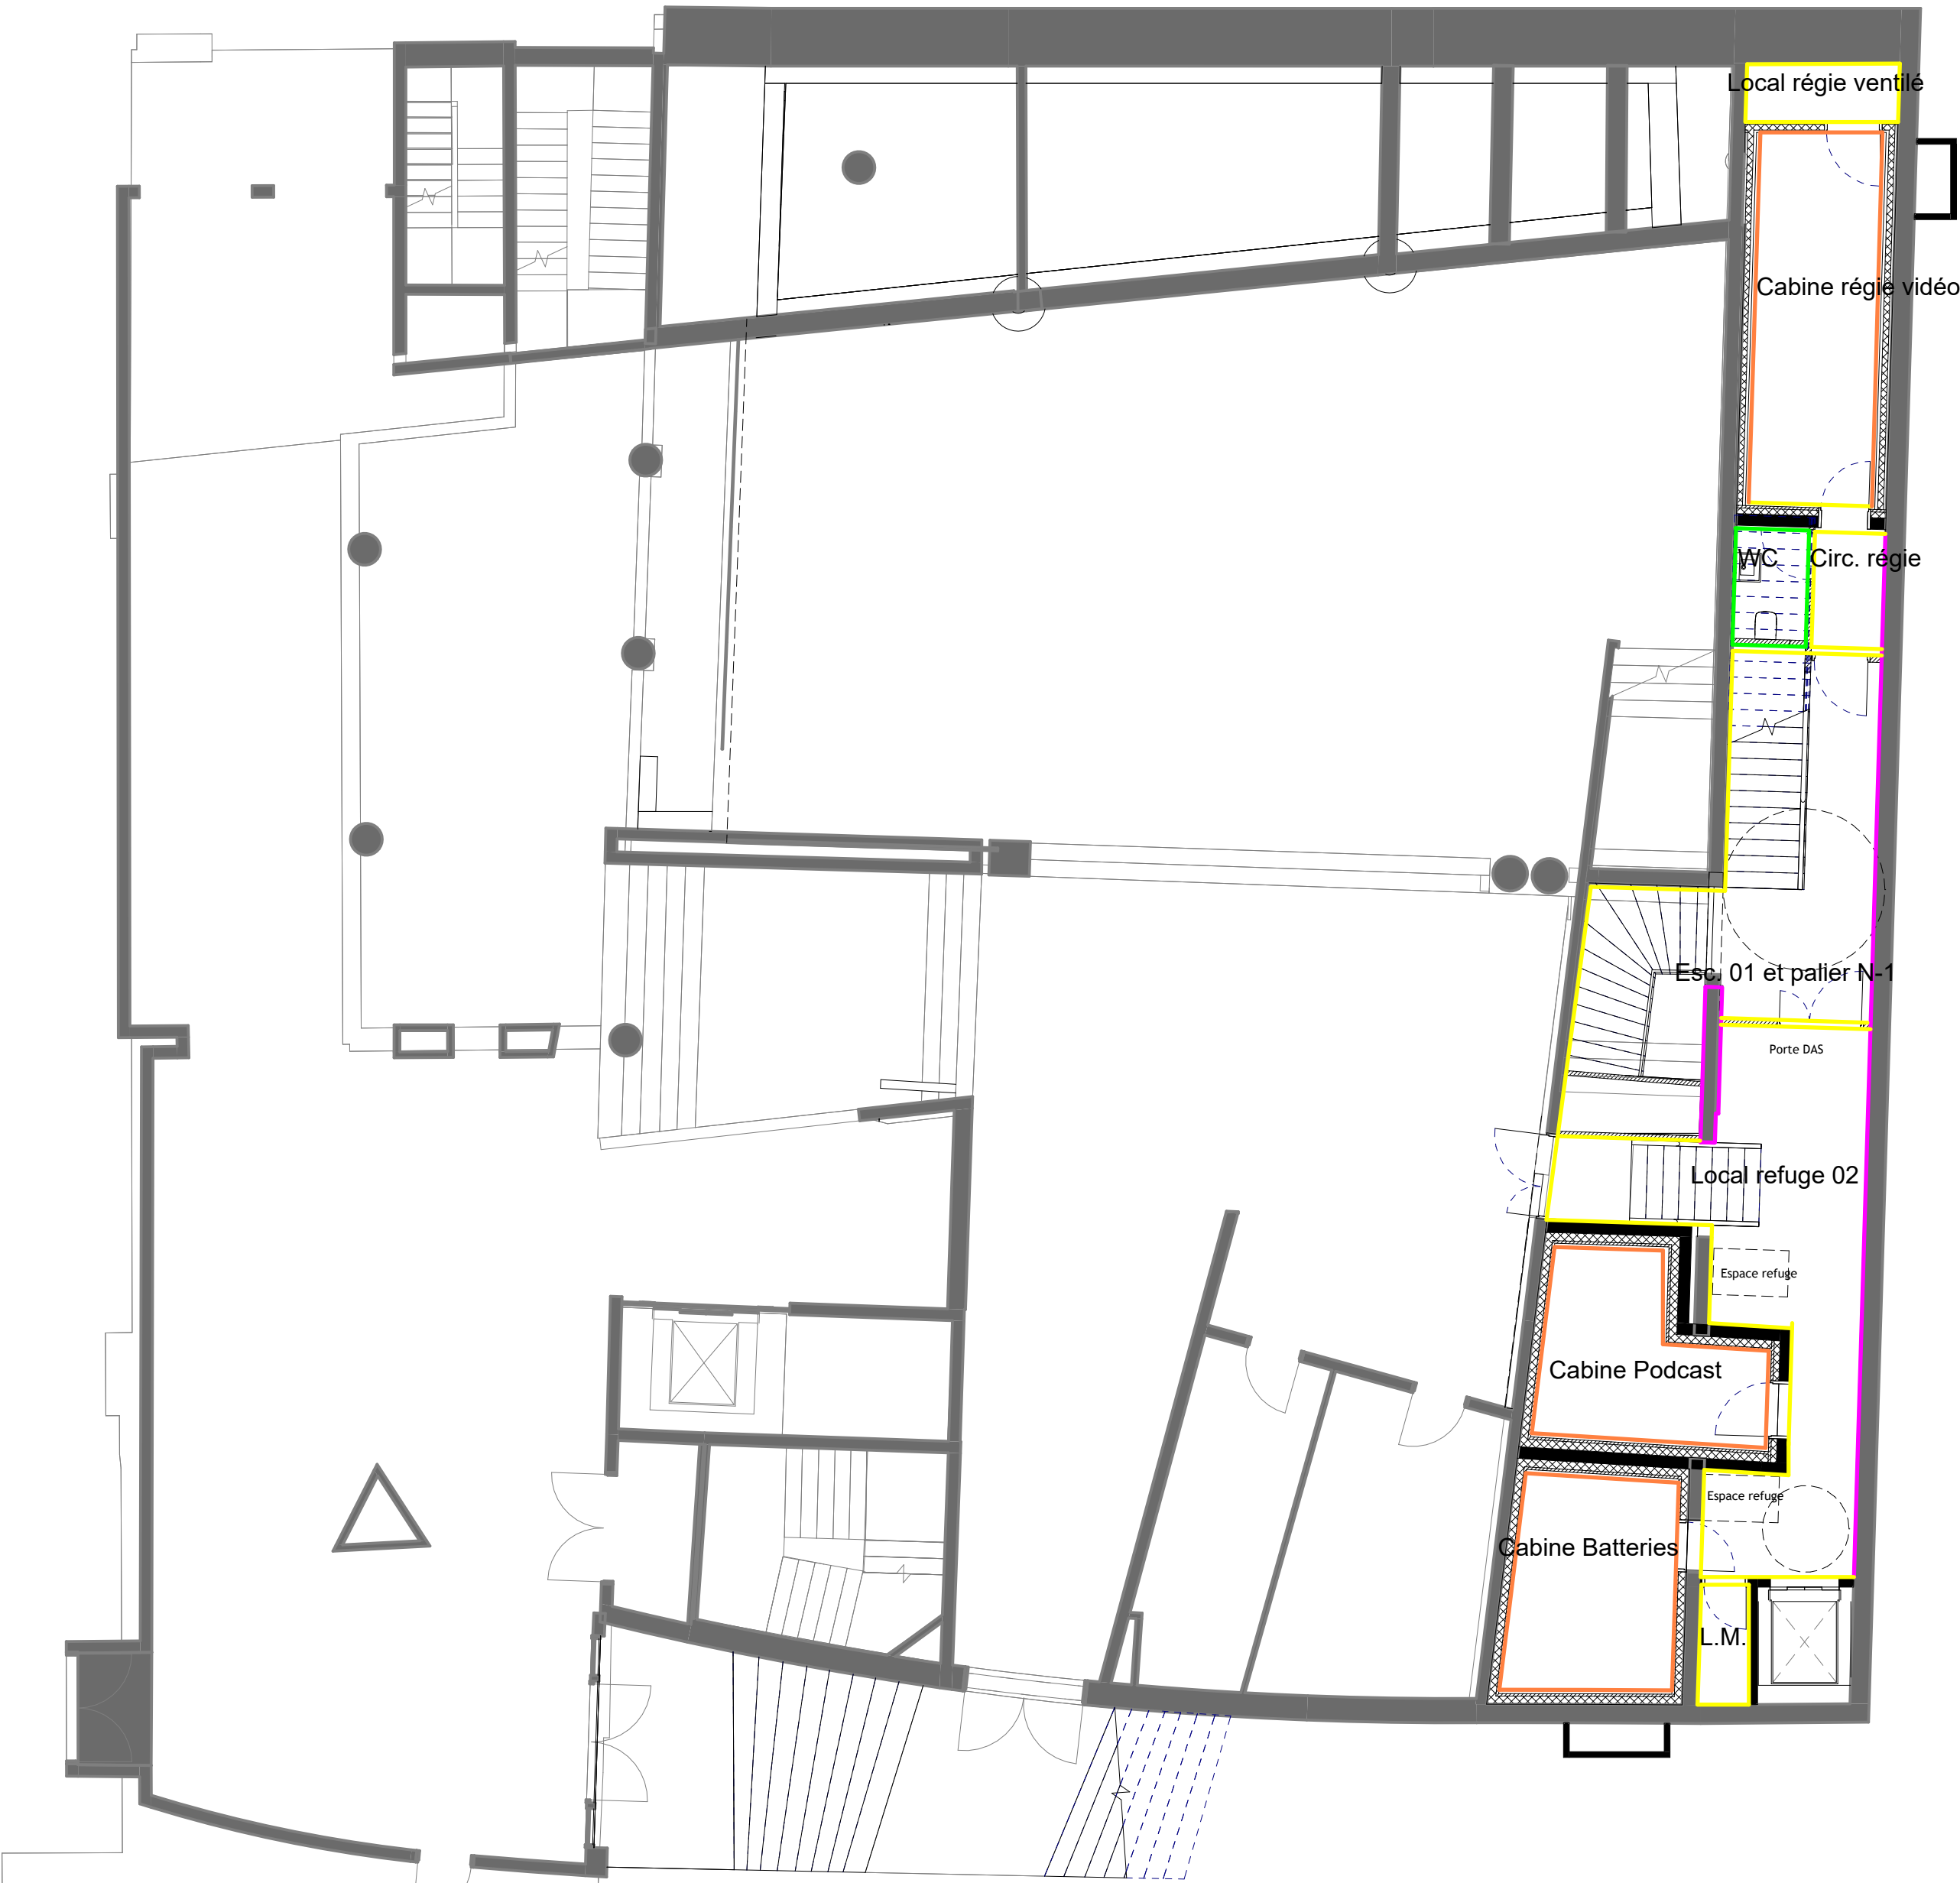 Local régie ventilé
Cabine régie vidéo
WC
Circ. régie
Esc. 01 et palier N-1
Porte DAS
Local refuge 02
Espace refuge
Cabine Podcast
Espace refuge
Cabine Batteries
L.M.